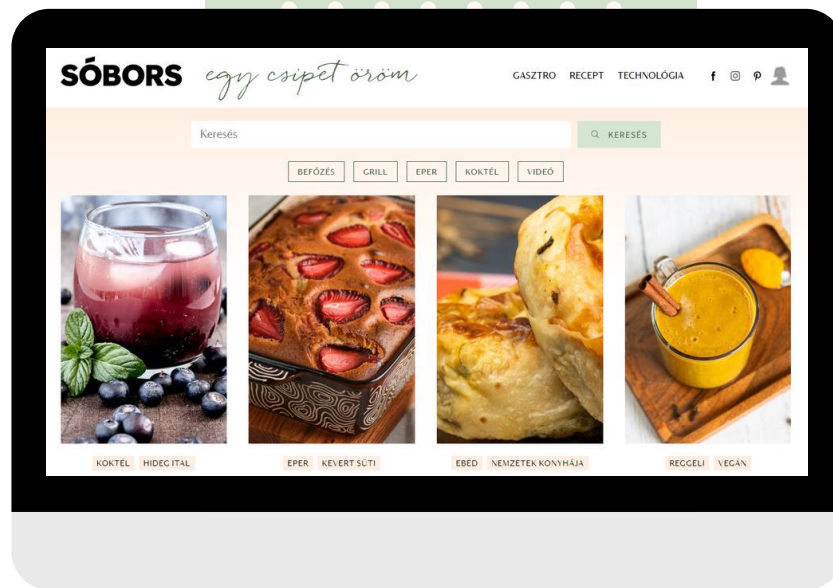 SÓBORS egy csipet öröm
GASZTRO RECEPT TECHNOLÓGIA
Keresés
KERESÉS
BEFŐZÉS GRILL EPER KOKTÉL VIDEÓ
KOKTÉL HIDEG ITAL
EPER KEVERT SÜTI
EBÉD NEMZETEK KONYHÁJA
REGGELI VEGÁN